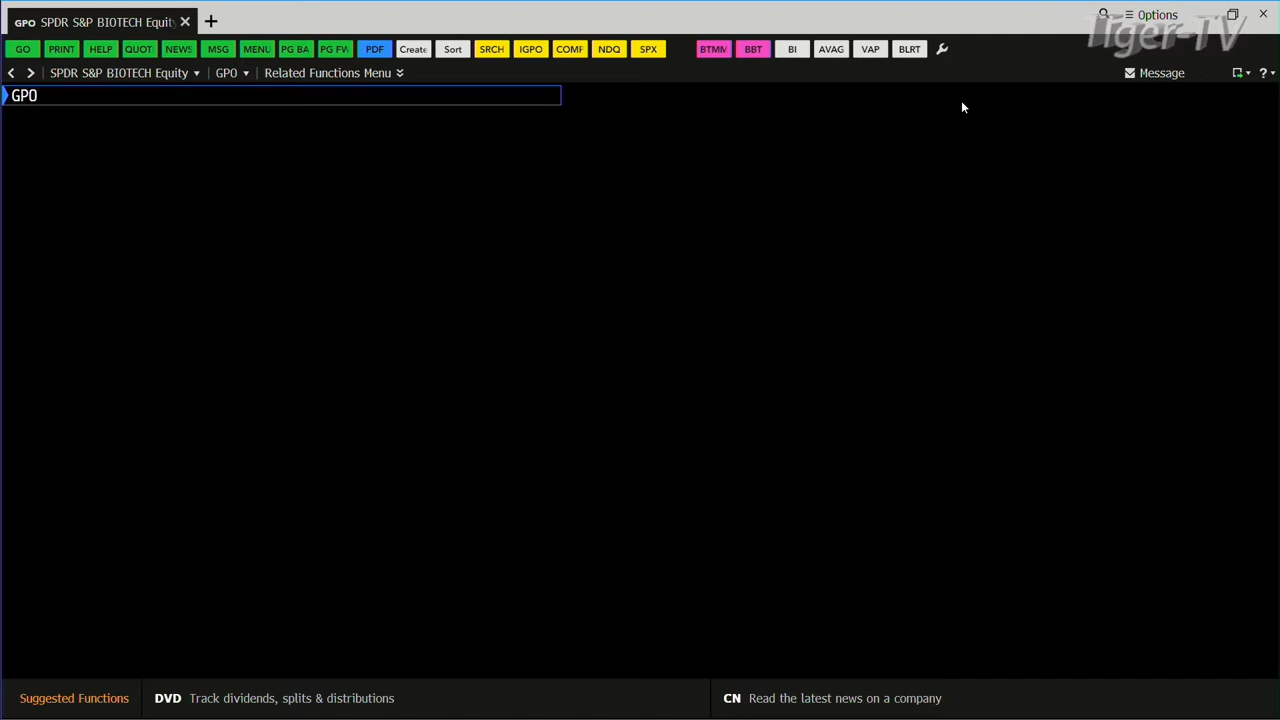 GPO SPDR S&P BIOTECH Equity
Options
Tiger-TV
GO PRINT HELP QUOT NEWS MSG MENU PG BA PG FW PDF Create Sort SRCH IGPO COMF NDQ SPX BTMM BBT BI AVAG VAP BLRT
SPDR S&P BIOTECH Equity GPO Related Functions Menu Message ?
GPO
Suggested Functions DVD Track dividends, splits & distributions CN Read the latest news on a company